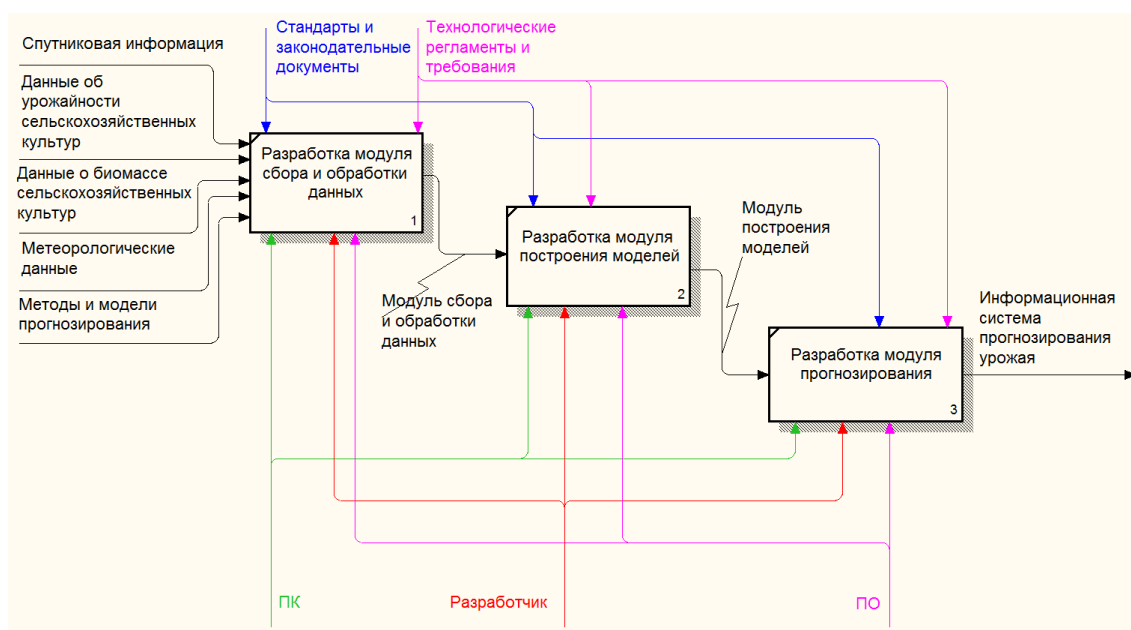 Спутниковая информация
Данные об
урожайности
сельскохозяйственных
культур
Данные о биомассе
сельскохозяйственных
культур
Метеорологические
данные
Методы и модели
прогнозирования
Стандарты и
законодательные
документы
Технологические
регламенты и
требования
Разработка модуля
сбора и обработки
данных
1
Модуль сбора
и обработки
данных
Разработка модуля
построения моделей
2
Модуль
построения
моделей
Разработка модуля
прогнозирования
3
Информационная
система
прогнозирования
урожая
ПК
Разработчик
ПО